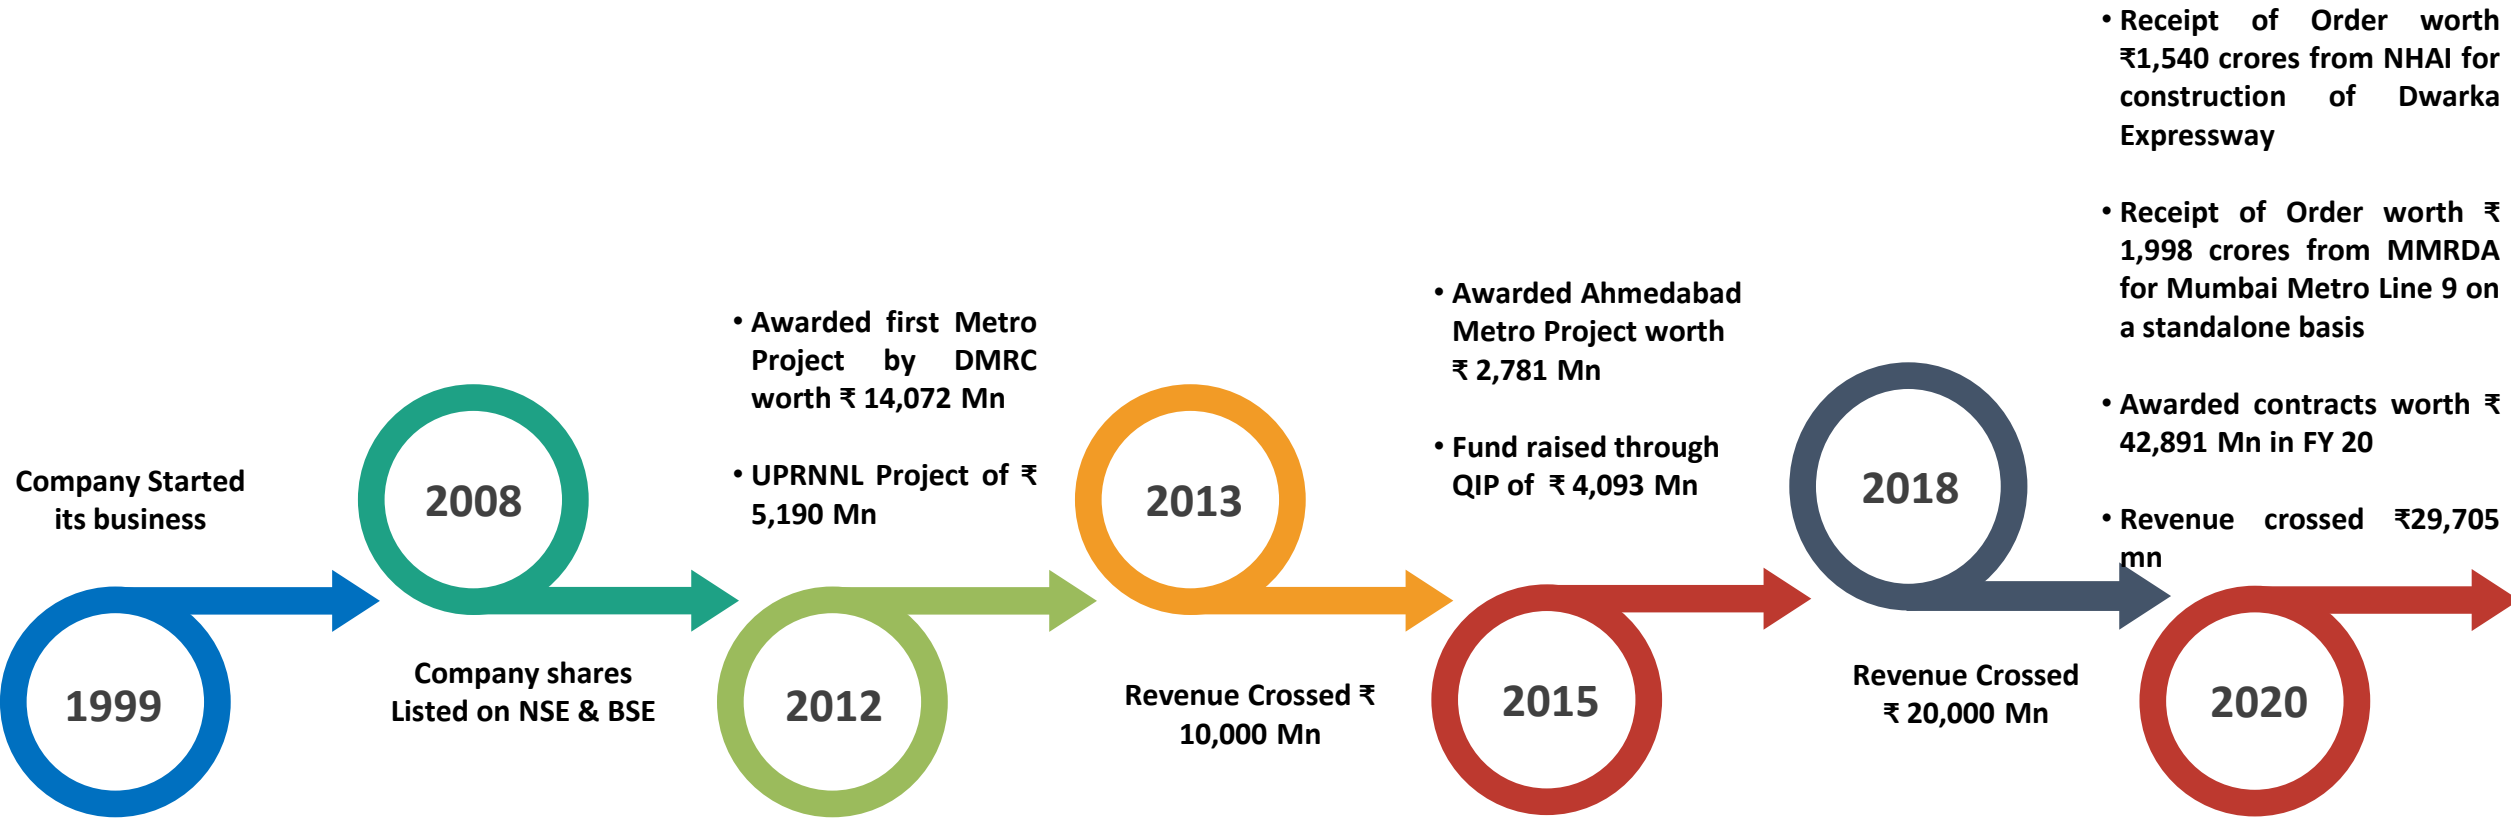 Company Started
its business
1999
2008
Company shares
Listed on NSE & BSE
• Awarded first Metro
Project by DMRC
worth ₹ 14,072 Mn
• UPRNNL Project of ₹
5,190 Mn
2012
2013
Revenue Crossed ₹
10,000 Mn
• Awarded Ahmedabad
Metro Project worth
₹ 2,781 Mn
• Fund raised through
QIP of ₹ 4,093 Mn
2015
2018
Revenue Crossed
₹ 20,000 Mn
• Receipt of Order worth
₹1,540 crores from NHAI for
construction of Dwarka
Expressway
• Receipt of Order worth ₹
1,998 crores from MMRDA
for Mumbai Metro Line 9 on
a standalone basis
• Awarded contracts worth ₹
42,891 Mn in FY 20
• Revenue crossed ₹29,705
mn
2020